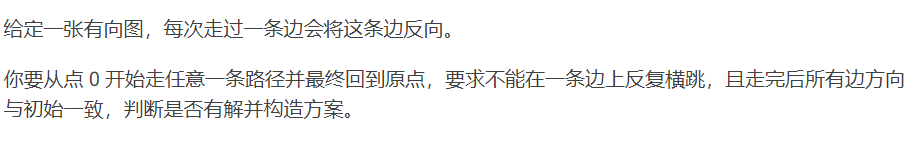 给定一张有向图，每次走过一条边会将这条边反向。
你要从点 0 开始走任意一条路径并最终回到原点，要求不能在一条边上反复横跳，且走完后所有边方向
与初始一致，判断是否有解并构造方案。